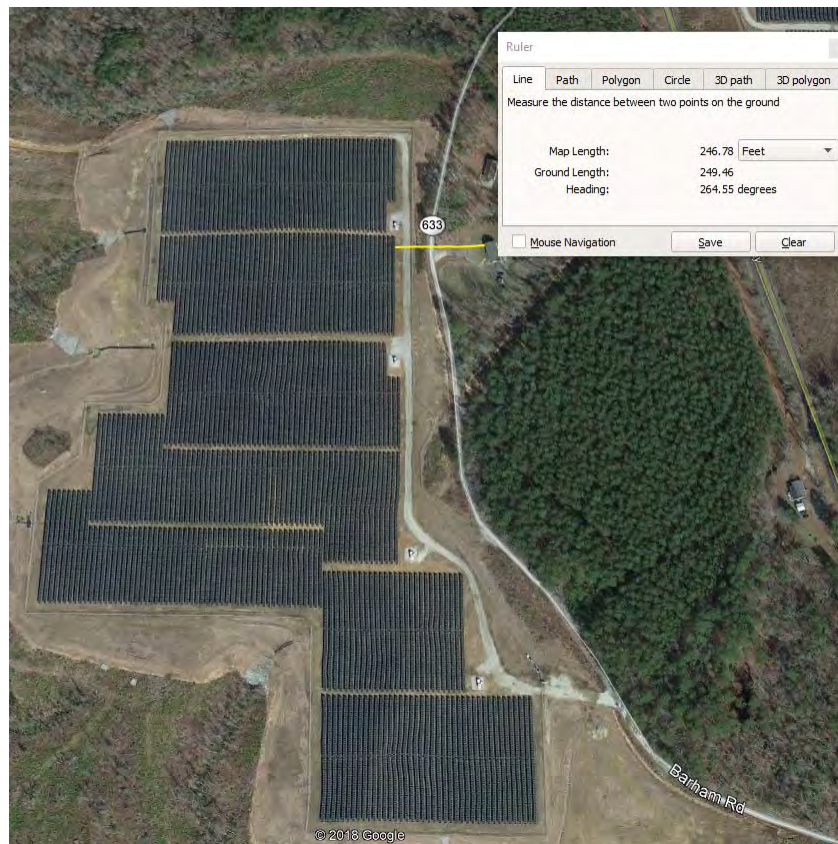 Ruler
Line Path Polygon Circle 3D path 3D polygon
Measure the distance between two points on the ground
Map Length: 246.78 Feet
Ground Length: 249.46
Heading: 264.55 degrees
Mouse Navigation Save Clear
633
Barham Rd
© 2018 Google